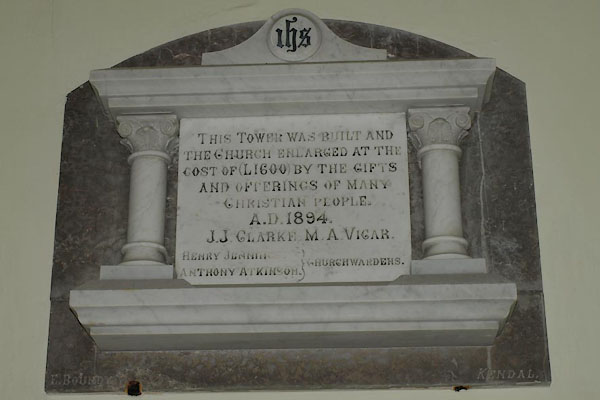 ihs
THIS TOWER WAS BUILT AND
THE CHURCH ENLARGED AT THE
COST OF (L1600) BY THE GIFTS
AND OFFERINGS OF MANY
CHRISTIAN PEOPLE.
A.D. 1894.
J.J. CLARKE M.A VICAR.
HENRY
ANTHONY ATKINSON } CHURCHWARDENS.
KENDAL.